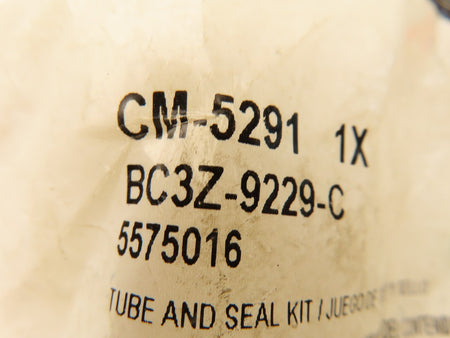 CM-5291 1X
BC3Z-9229-C
5575016
TUBE AND SEAL KIT / JUEGO DE